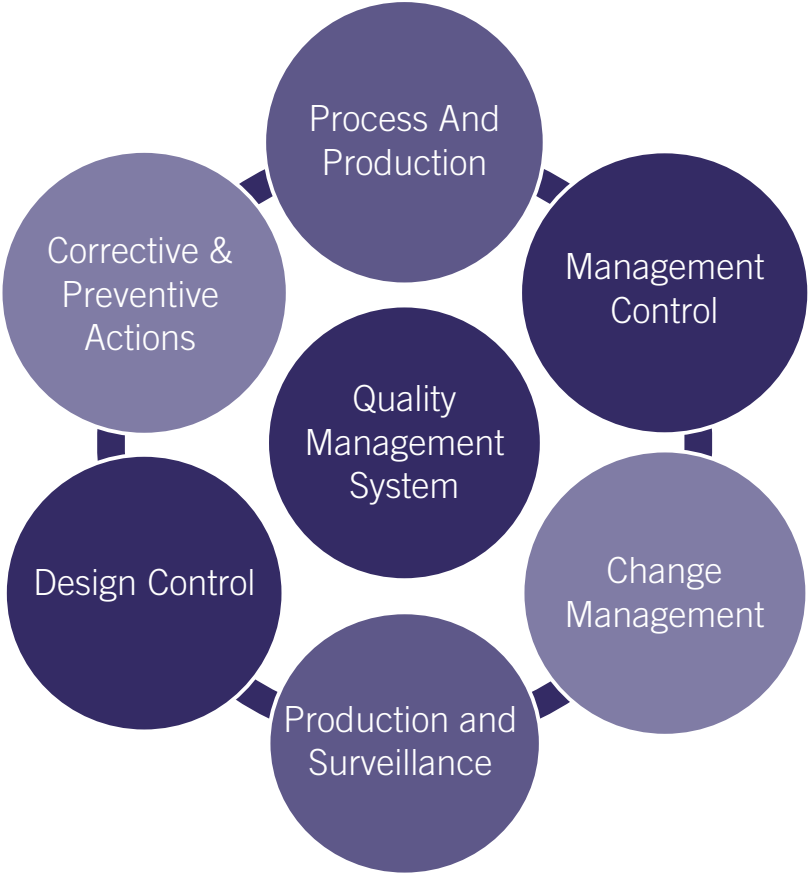 Process And
Production
Management
Control
Change
Management
Production and
Surveillance
Design Control
Corrective &
Preventive
Actions
Quality
Management
System